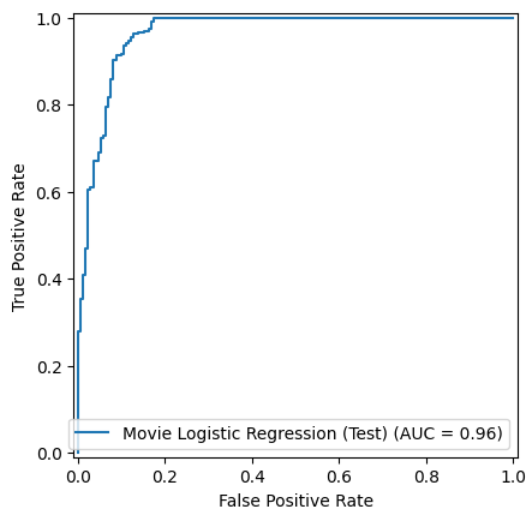 1.0
0.8
0.6
0.4
0.2
0.0
True Positive Rate
Movie Logistic Regression (Test) (AUC = 0.96)
0.0 0.2 0.4 0.6 0.8 1.0
False Positive Rate